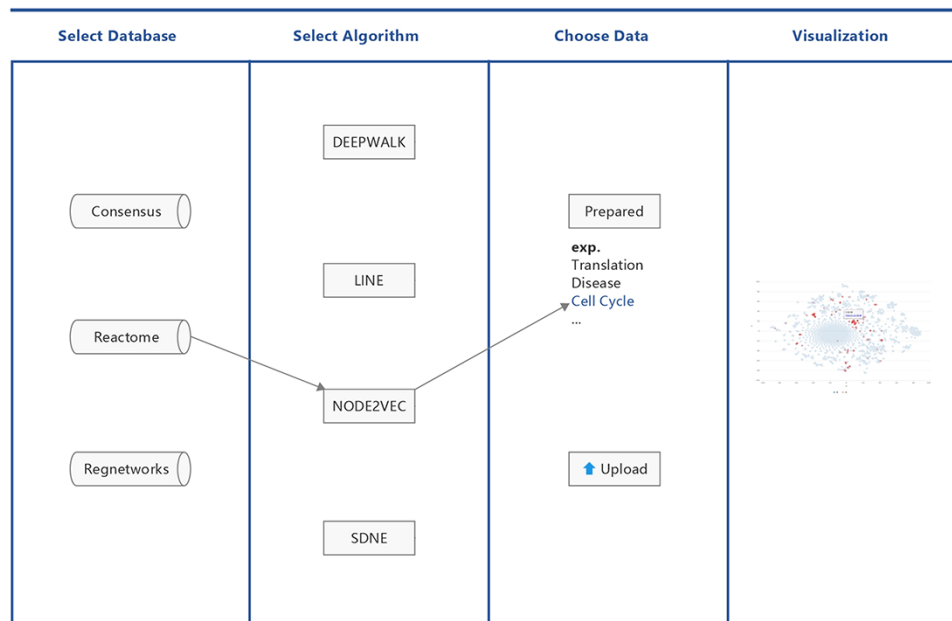 Select Database
Select Algorithm
Choose Data
Visualization
Consensus
Reactome
Regnetworks
DEEPWALK
LINE
NODE2VEC
SDNE
Prepared
exp.
Translation
Disease
Cell Cycle
...
Upload